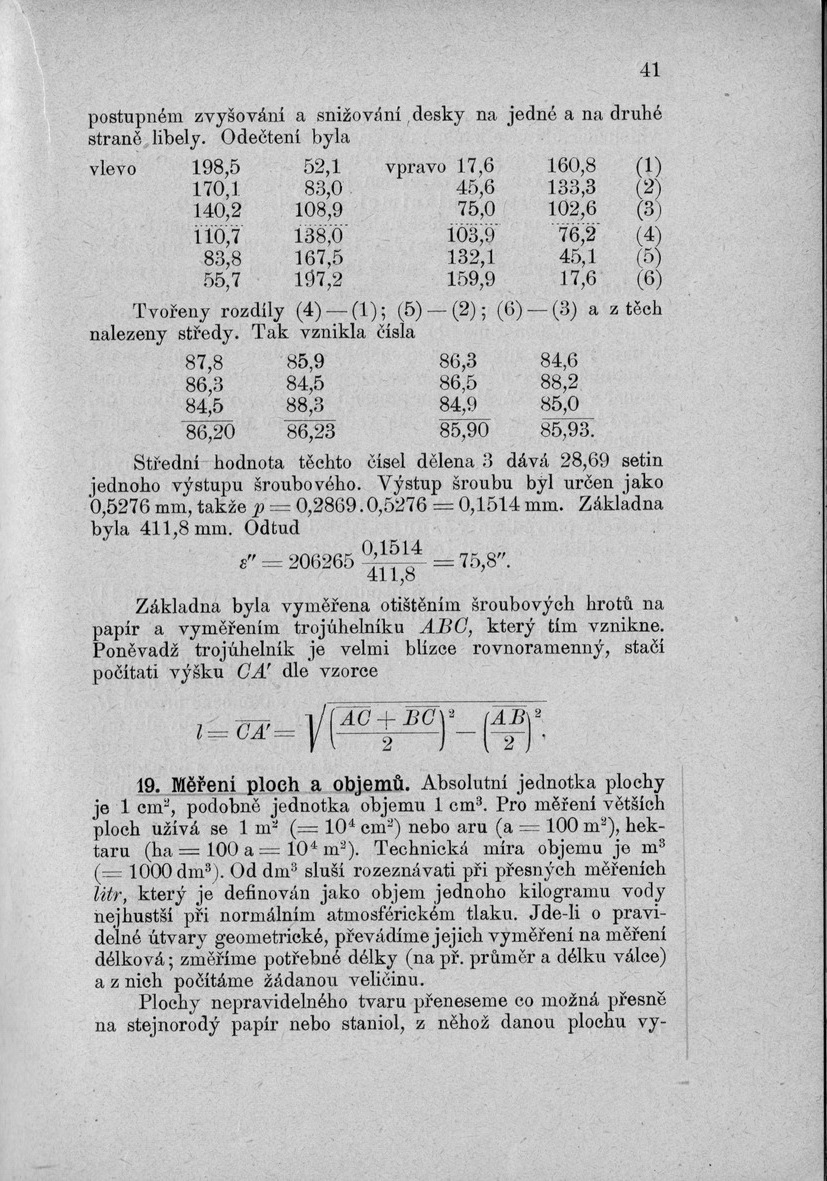 41
postupném zvyšování a snižování desky na jedné a na druhé
straně libely. Odečtení byla
vlevo 198,5 52,1 vpravo 17,6 160,8 (1)
170,1 83,0 45,6 133,3 (2)
140,2 108,9 75,0 102,6 (3)
110,7 138,0 103,9 76,2 (4)
83,8 167,5 132,1 45,1 (5)
55,7 197,2 159,9 17,6 (6)
Tvořeny rozdíly (4) — (1); (5) — (2); (6) — (3) a z těch
nalezeny středy. Tak vznikla čísla
87,8 85,9 86,3 84,6
86,3 84,5 86,5 88,2
84,5 88,3 84,9 85,0
86,20 86,23 85,90 85,93.
Střední hodnota těchto čísel dělena 3 dává 28,69 setin
jednoho výstupu šroubového. Výstup šroubu byl určen jako
0,5276 mm, takže p = 0,2869 . 0,5276 = 0,1514 mm. Základna
byla 411,8 mm. Odtud
ε″ = 206265 0,1514 / 411,8 = 75,8″.
Základna byla vyměřena otištěním šroubových hrotů na
papír a vyměřením trojúhelníku ABC, který tím vznikne.
Poněvadž trojúhelník je velmi blízce rovnoramenný, stačí
počítati výšku CA′ dle vzorce
l = CA′ = √((AC + BC / 2)² — (AB / 2)².
19. Měření ploch a objemů. Absolutní jednotka plochy
je 1 cm², podobně jednotka objemu 1 cm³. Pro měření větších
ploch užívá se 1 m² (= 10⁴ cm²) nebo aru (a = 100 m²), hek-
taru (ha = 100 a = 10⁴ m²). Technická míra objemu je m³
(= 1000 dm³). Od dm³ sluší rozeznávati při přesných měřeních
litr, který je definován jako objem jednoho kilogramu vody
nejhustší při normálním atmosférickém tlaku. Jde-li o pravi-
delné útvary geometrické, převádíme jejich vyměření na měření
délková; změříme potřebné délky (na př. průměr a délku válce)
a z nich počítáme žádanou veličinu.
Plochy nepravidelného tvaru přeneseme co možná přesně
na stejnorodý papír nebo staniol, z něhož danou plochu vy-